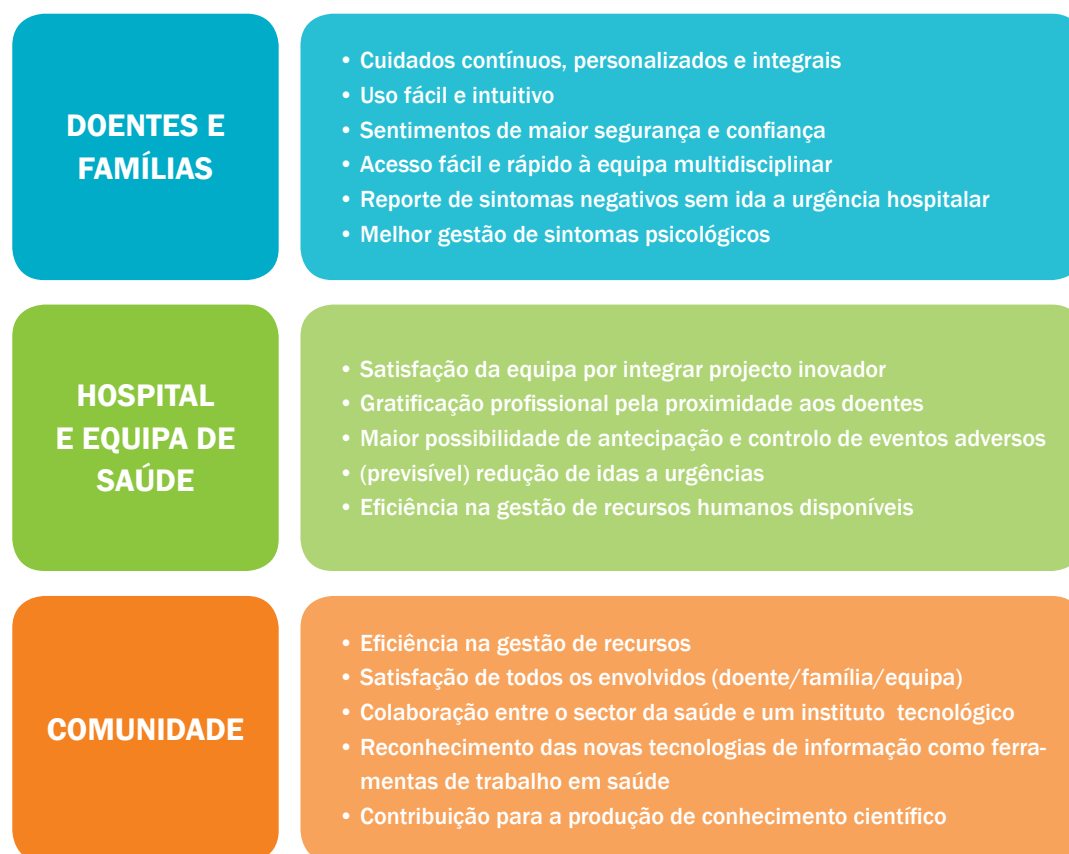 DOENTES E
FAMÍLIAS
• Cuidados contínuos, personalizados e integrais
• Uso fácil e intuitivo
• Sentimentos de maior segurança e confiança
• Acesso fácil e rápido à equipa multidisciplinar
• Reporte de sintomas negativos sem ida a urgência hospitalar
• Melhor gestão de sintomas psicológicos
HOSPITAL
E EQUIPA DE
SAÚDE
• Satisfação da equipa por integrar projecto inovador
• Gratificação profissional pela proximidade aos doentes
• Maior possibilidade de antecipação e controlo de eventos adversos
• (previsível) redução de idas a urgências
• Eficiência na gestão de recursos humanos disponíveis
COMUNIDADE
• Eficiência na gestão de recursos
• Satisfação de todos os envolvidos (doente/família/equipa)
• Colaboração entre o sector da saúde e um instituto tecnológico
• Reconhecimento das novas tecnologias de informação como ferra-
mentas de trabalho em saúde
• Contribuição para a produção de conhecimento científico